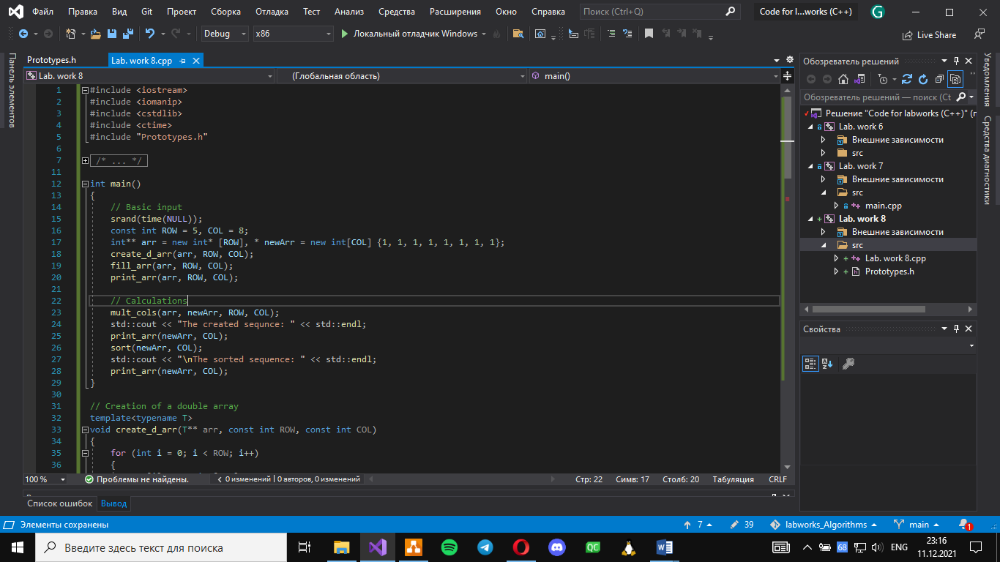 Файл Правка Вид Git Проект Сборка Отладка Тест Анализ Средства Расширения Окно Справка Поиск (Ctrl+Q) Code for l...works (C++) G
Debug x86 Локальный отладчик Windows Live Share
Панель элементов
Prototypes.h Lab. work 8.cpp
Lab. work 8 (Глобальная область) main()
1 #include <iostream>
2 #include <iomanip>
3 #include <cstdlib>
4 #include <ctime>
5 #include "Prototypes.h"
6
7 /* ... */
11
12 int main()
13 {
14 // Basic input
15 srand(time(NULL));
16 const int ROW = 5, COL = 8;
17 int** arr = new int* [ROW], * newArr = new int[COL] {1, 1, 1, 1, 1, 1, 1, 1};
18 create_d_arr(arr, ROW, COL);
19 fill_arr(arr, ROW, COL);
20 print_arr(arr, ROW, COL);
21
22 // Calculations
23 mult_cols(arr, newArr, ROW, COL);
24 std::cout << "The created sequnce: " << std::endl;
25 print_arr(newArr, COL);
26 sort(newArr, COL);
27 std::cout << "\nThe sorted sequence: " << std::endl;
28 print_arr(newArr, COL);
29 }
30
31 // Creation of a double array
32 template<typename T>
33 void create_d_arr(T** arr, const int ROW, const int COL)
34 {
35 for (int i = 0; i < ROW; i++)
36 {
100 % Проблемы не найдены. 0 изменений | 0 авторов, 0 изменений Стр: 22 Симв: 17 Столб: 20 Табуляция CRLF
Список ошибок Вывод
Обозреватель решений
Обозреватель решений — поиск (Ct
Решение "Code for labworks (C++)" (г
Lab. work 6
Внешние зависимости
src
Lab. work 7
Внешние зависимости
src
main.cpp
Lab. work 8
Внешние зависимости
src
Lab. work 8.cpp
Prototypes.h
Свойства
Уведомления
Средства диагностики
Элементы сохранены 7 39 labworks_Algorithms main 1
Введите здесь текст для поиска QC 68 ENG 23:16
11.12.2021